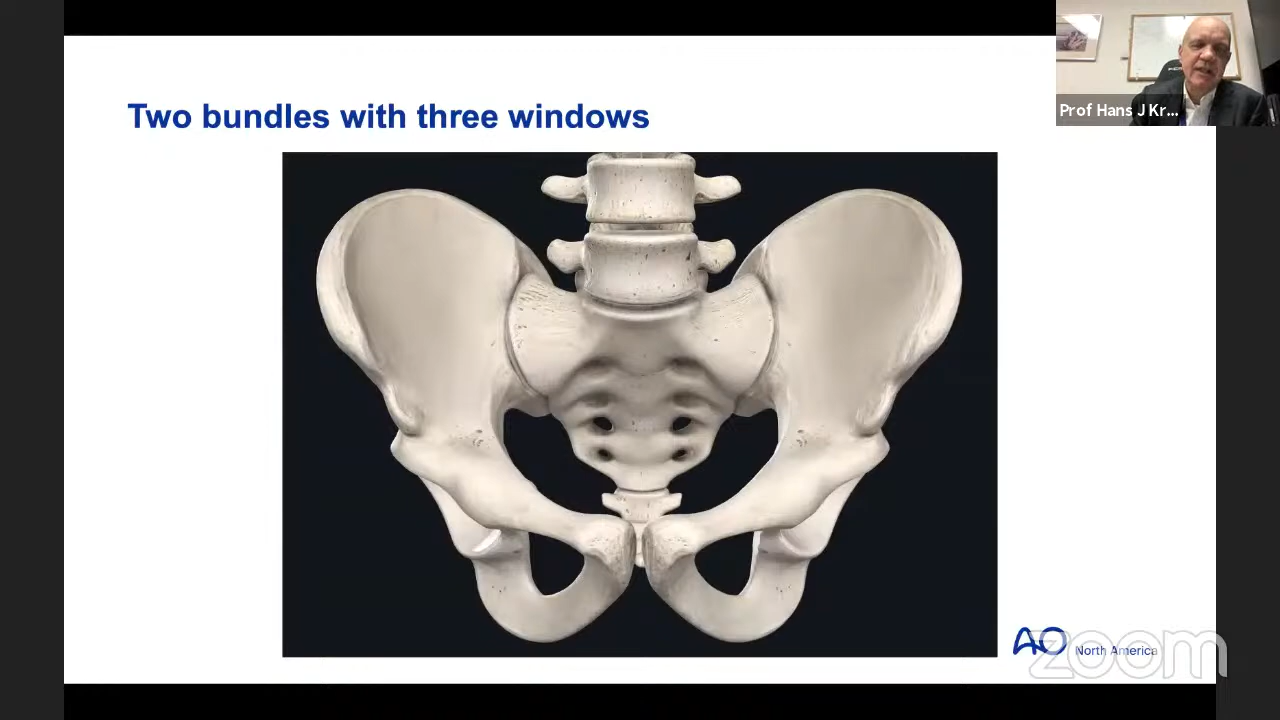 Two bundles with three windows
Prof Hans J Kr...
AO
North America
zoom